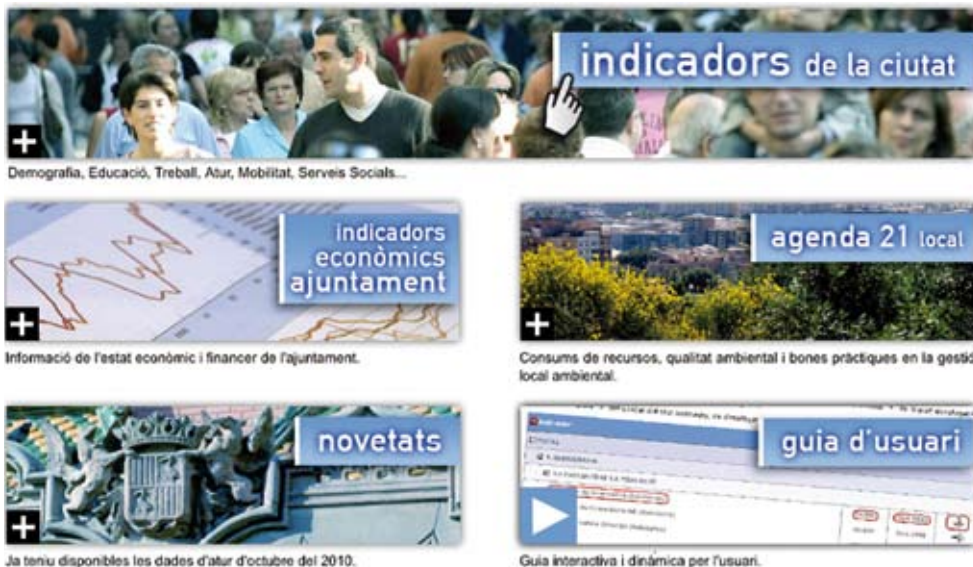 indicadors de la ciutat
Demografia, Educació, Treball, Atur, Mobilitat, Serveis Socials...
indicadors
econòmics
ajuntament
Informació de l'estat econòmic i financer de l'ajuntament.
agenda 21 local
Consums de recursos, qualitat ambiental i bones pràctiques en la gestió
local ambiental.
novetats
Ja teniu disponibles les dades d'atur d'octubre del 2010.
guia d'usuari
Guia interactiva i dinámica per l'usuari.